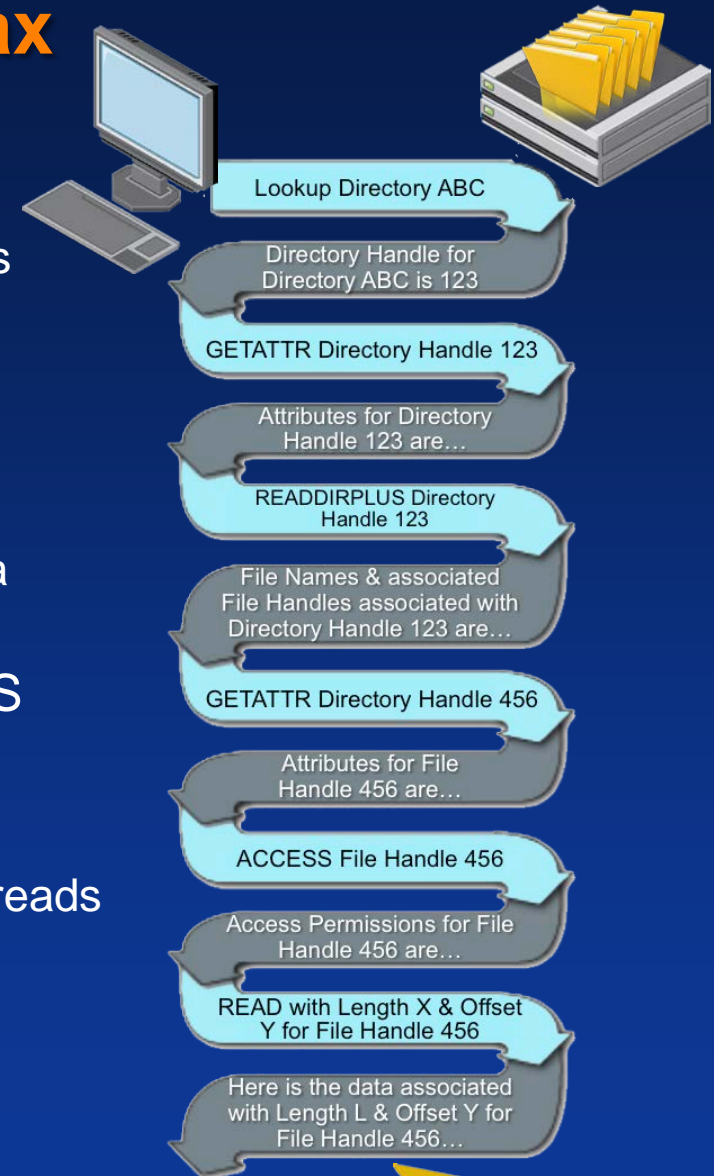 ax
s
a
S
reads
Lookup Directory ABC
Directory Handle for
Directory ABC is 123
GETATTR Directory Handle 123
Attributes for Directory
Handle 123 are…
READDIRPLUS Directory
Handle 123
File Names & associated
File Handles associated with
Directory Handle 123 are…
GETATTR Directory Handle 456
Attributes for File
Handle 456 are…
ACCESS File Handle 456
Access Permissions for File
Handle 456 are…
READ with Length X & Offset
Y for File Handle 456
Here is the data associated
with Length L & Offset Y for
File Handle 456…